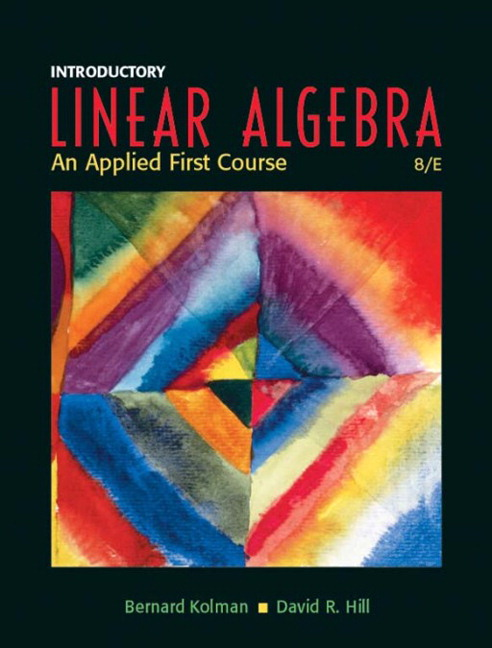 INTRODUCTORY
LINEAR ALGEBRA
An Applied First Course 8/E
Bernard Kolman ■ David R. Hill